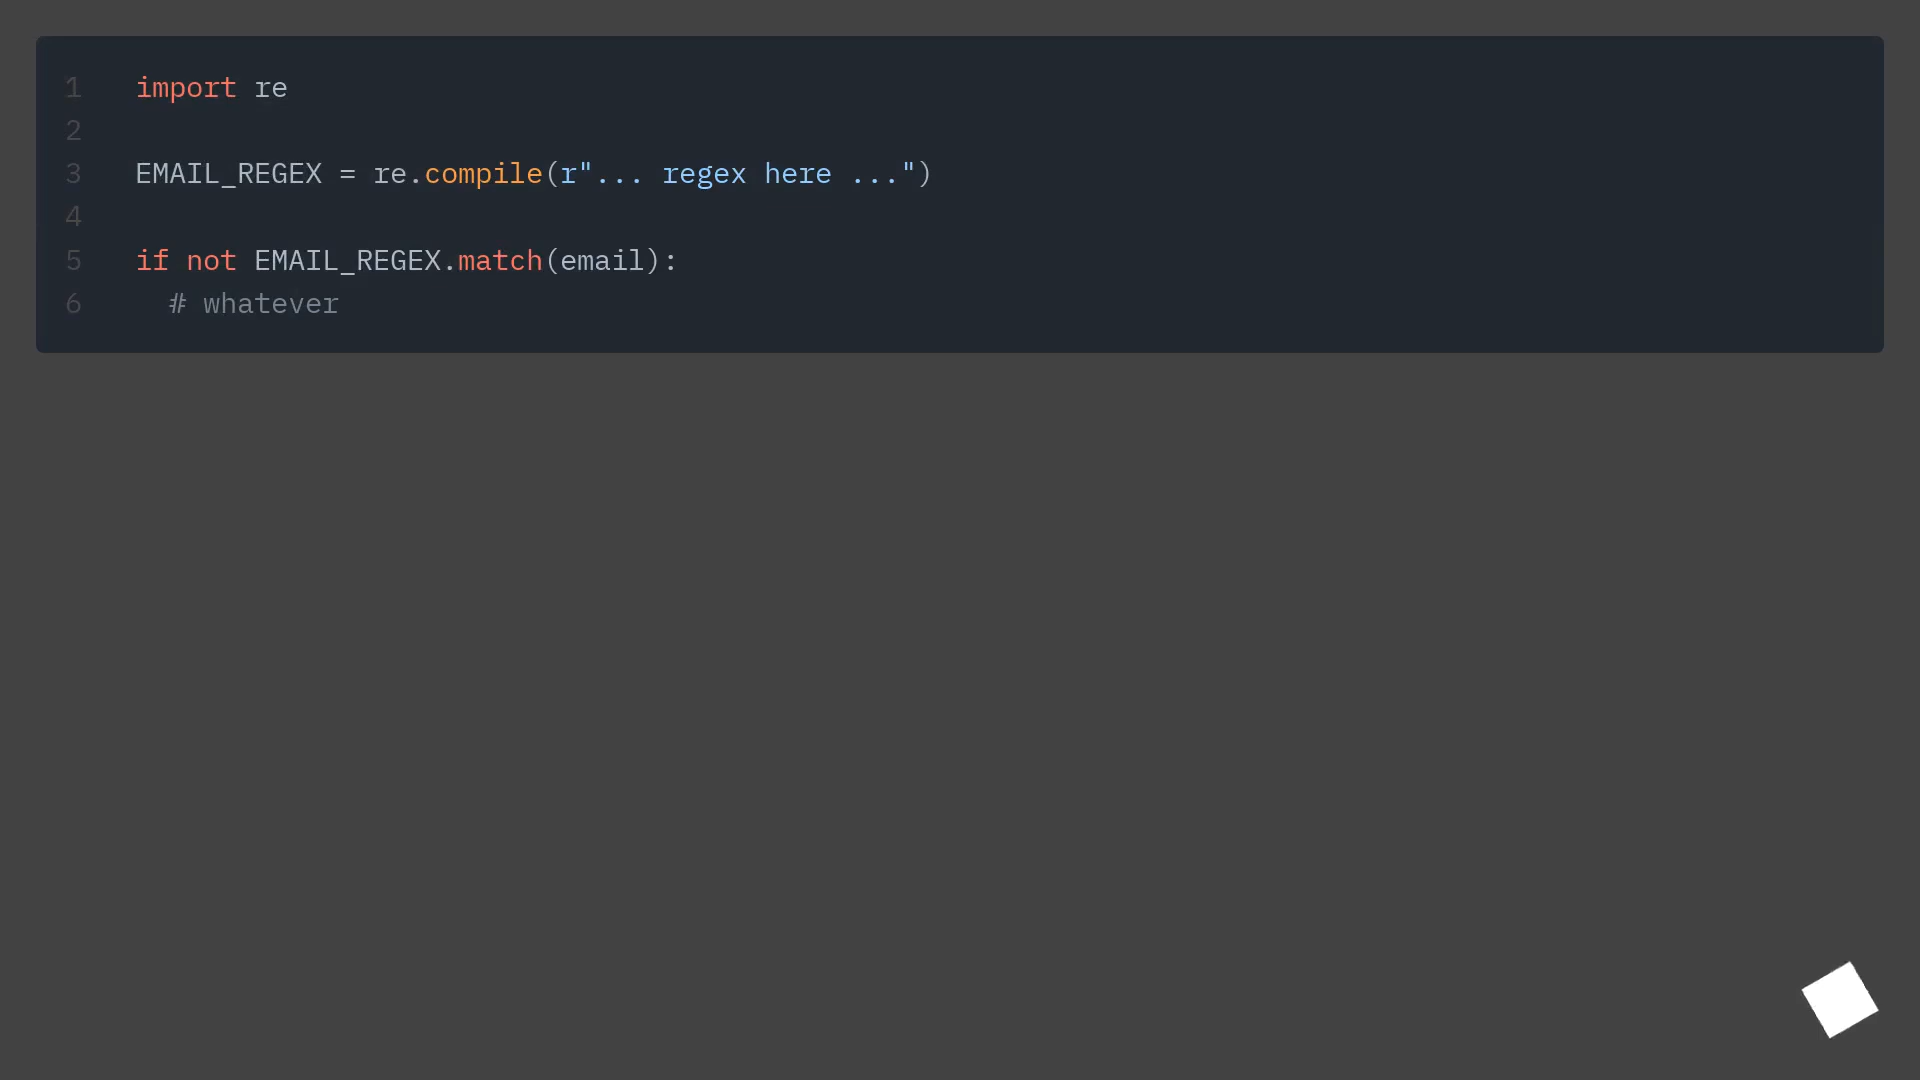 1 import re
2
3 EMAIL_REGEX = re.compile(r"... regex here ...")
4
5 if not EMAIL_REGEX.match(email):
6   # whatever